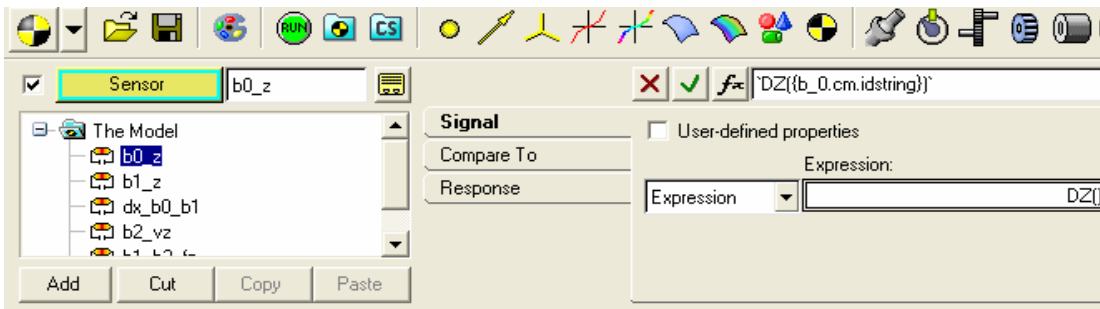 RUN CS
Sensor b0_z
`DZ({b_0.cm.idstring})`
The Model
b0_z
b1_z
dx_b0_b1
b2_vz
Add Cut Copy Paste
Signal
Compare To
Response
User-defined properties
Expression:
Expression DZ()